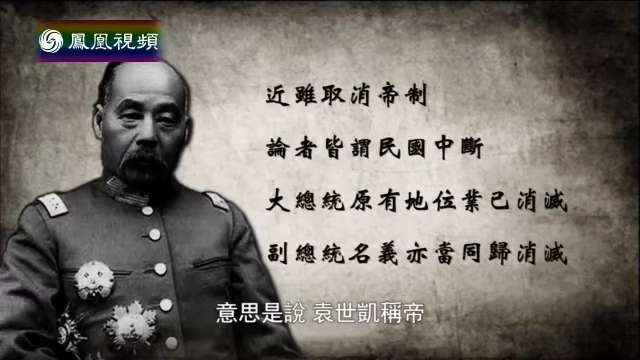 鳳凰視頻
近雖取消帝制
論者皆謂民國中斷
大總統原有地位業已消滅
副總統名義亦當同歸消滅
意思是說 袁世凱稱帝